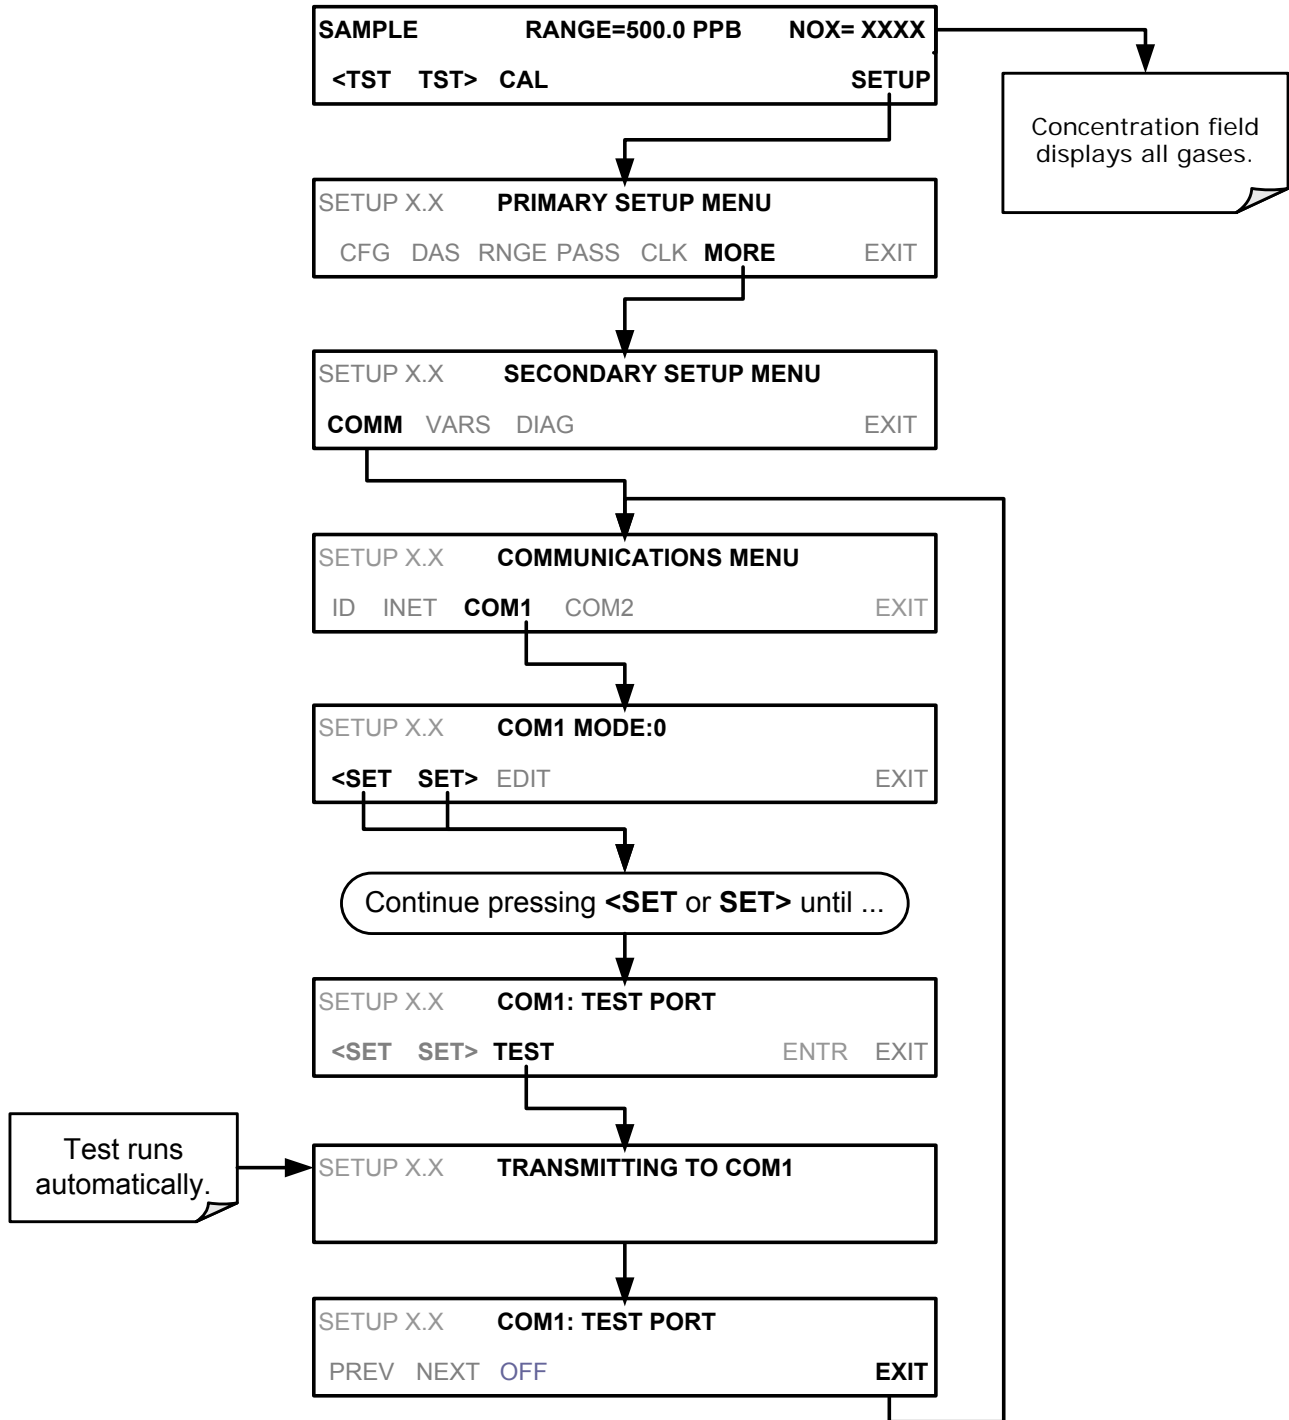 SAMPLE RANGE=500.0 PPB NOX= XXXX
<TST TST> CAL SETUP
Concentration field
displays all gases.
SETUP X.X PRIMARY SETUP MENU
CFG DAS RNGE PASS CLK MORE EXIT
SETUP X.X SECONDARY SETUP MENU
COMM VARS DIAG EXIT
SETUP X.X COMMUNICATIONS MENU
ID INET COM1 COM2 EXIT
SETUP X.X COM1 MODE:0
<SET SET> EDIT EXIT
Continue pressing <SET or SET> until ...
SETUP X.X COM1: TEST PORT
<SET SET> TEST ENTR EXIT
Test runs
automatically.
SETUP X.X TRANSMITTING TO COM1
SETUP X.X COM1: TEST PORT
PREV NEXT OFF EXIT